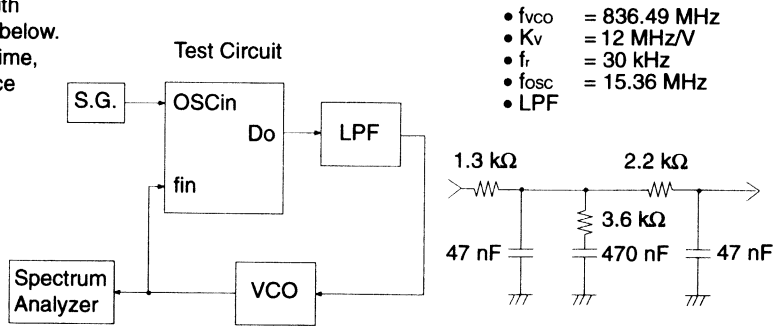 below.
ime,
ce
Test Circuit
S.G.
OSCin
Do
fin
LPF
VCO
Spectrum
Analyzer
• fvco = 836.49 MHz
• Kv = 12 MHz/V
• fr = 30 kHz
• fosc = 15.36 MHz
• LPF
1.3 kΩ
2.2 kΩ
3.6 kΩ
47 nF
470 nF
47 nF